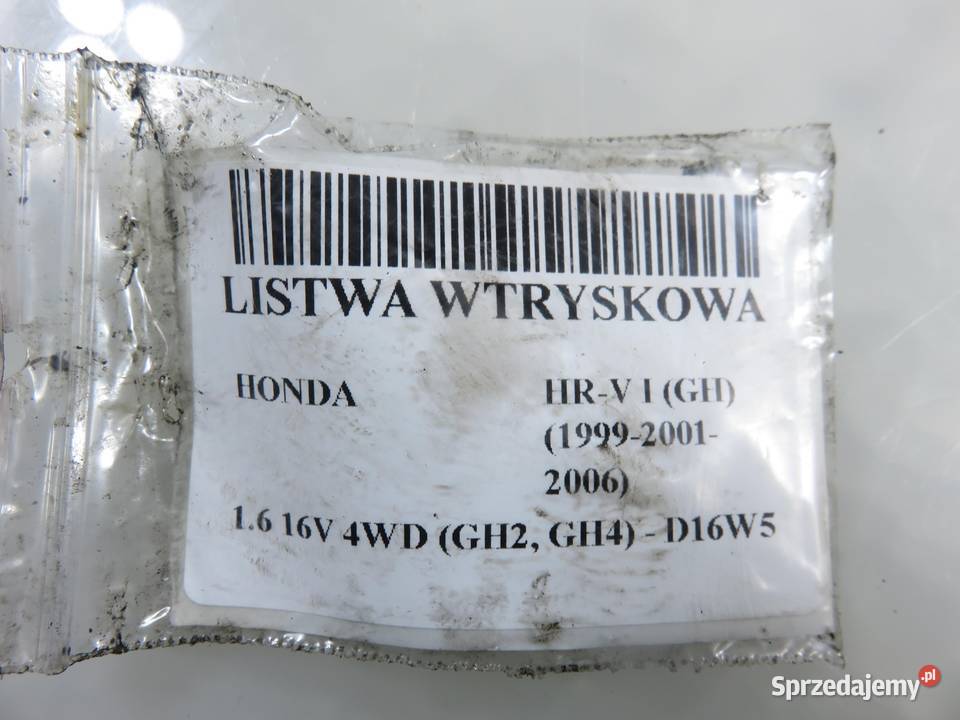 LISTWA WTRYSKOWA
HONDA
HR-V I (GH)
(1999-2001-
2006)
1.6 16V 4WD (GH2, GH4) - D16W5
Sprzedajemy.pl